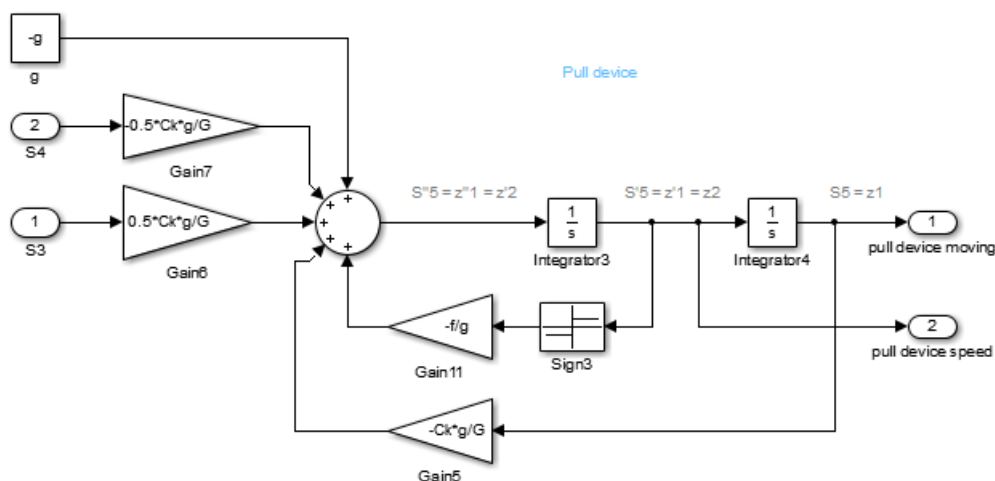 -g
g
Pull device
2
-0.5*Ck*g/G
S4
Gain7
S"5 = z"1 = z'2
S'5 = z'1 = z2
S5 = z1
1
0.5*Ck*g/G
S3
Gain6
+
+
+
+
+
1
s
Integrator3
1
s
Integrator4
1
pull device moving
-f/g
Gain11
Sign3
2
pull device speed
-Ck*g/G
Gain5